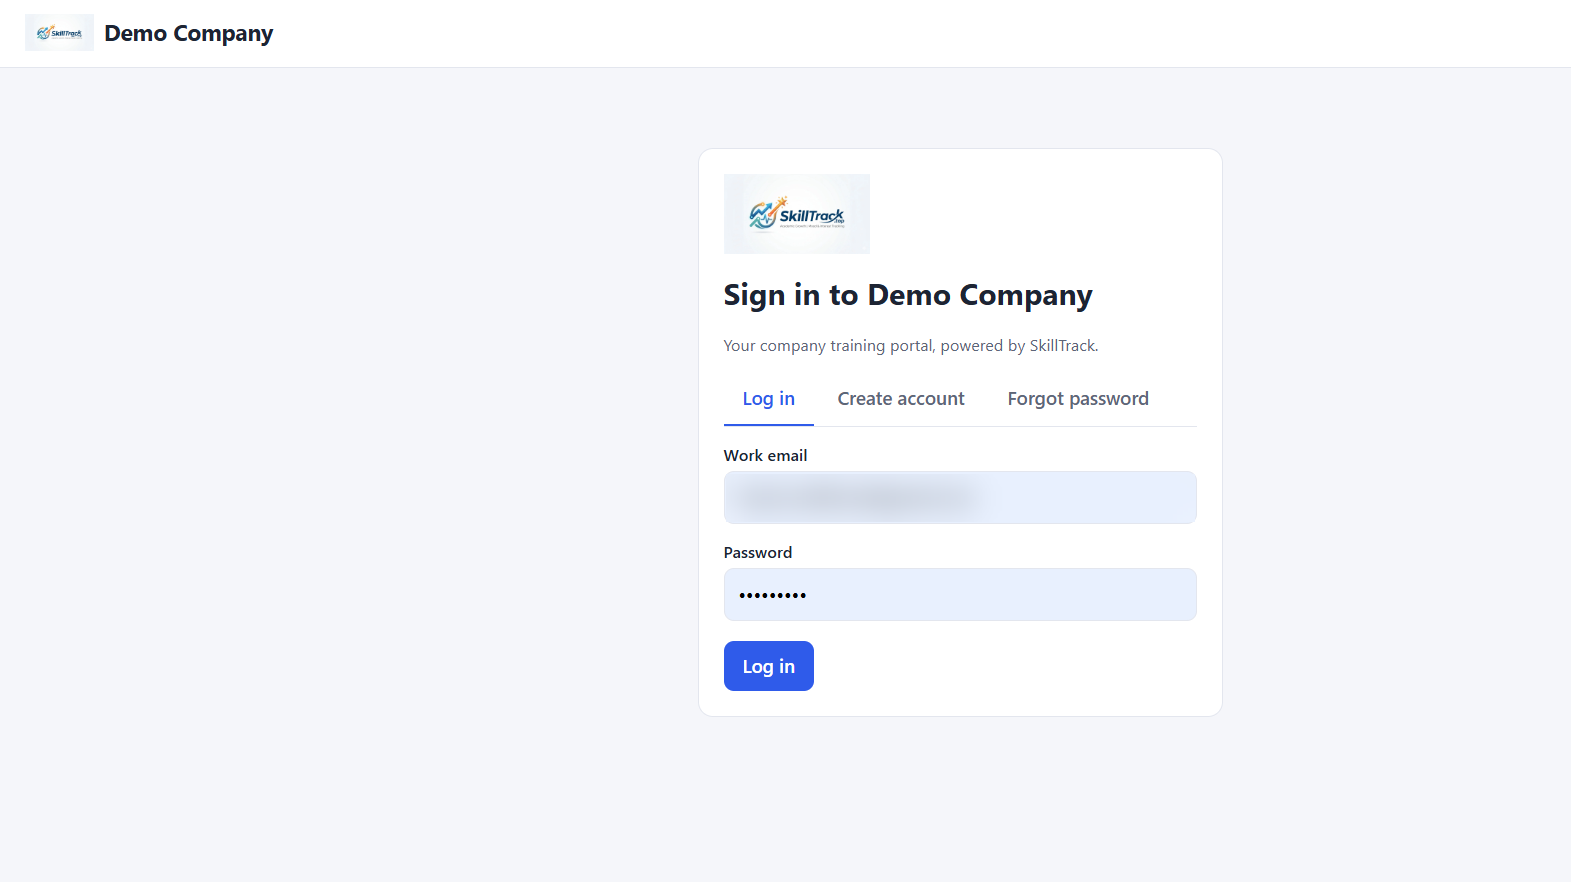 SkillTrack
Demo Company
SkillTrack
Sign in to Demo Company
Your company training portal, powered by SkillTrack.
Log in
Create account
Forgot password
Work email
Password
•••••••••
Log in